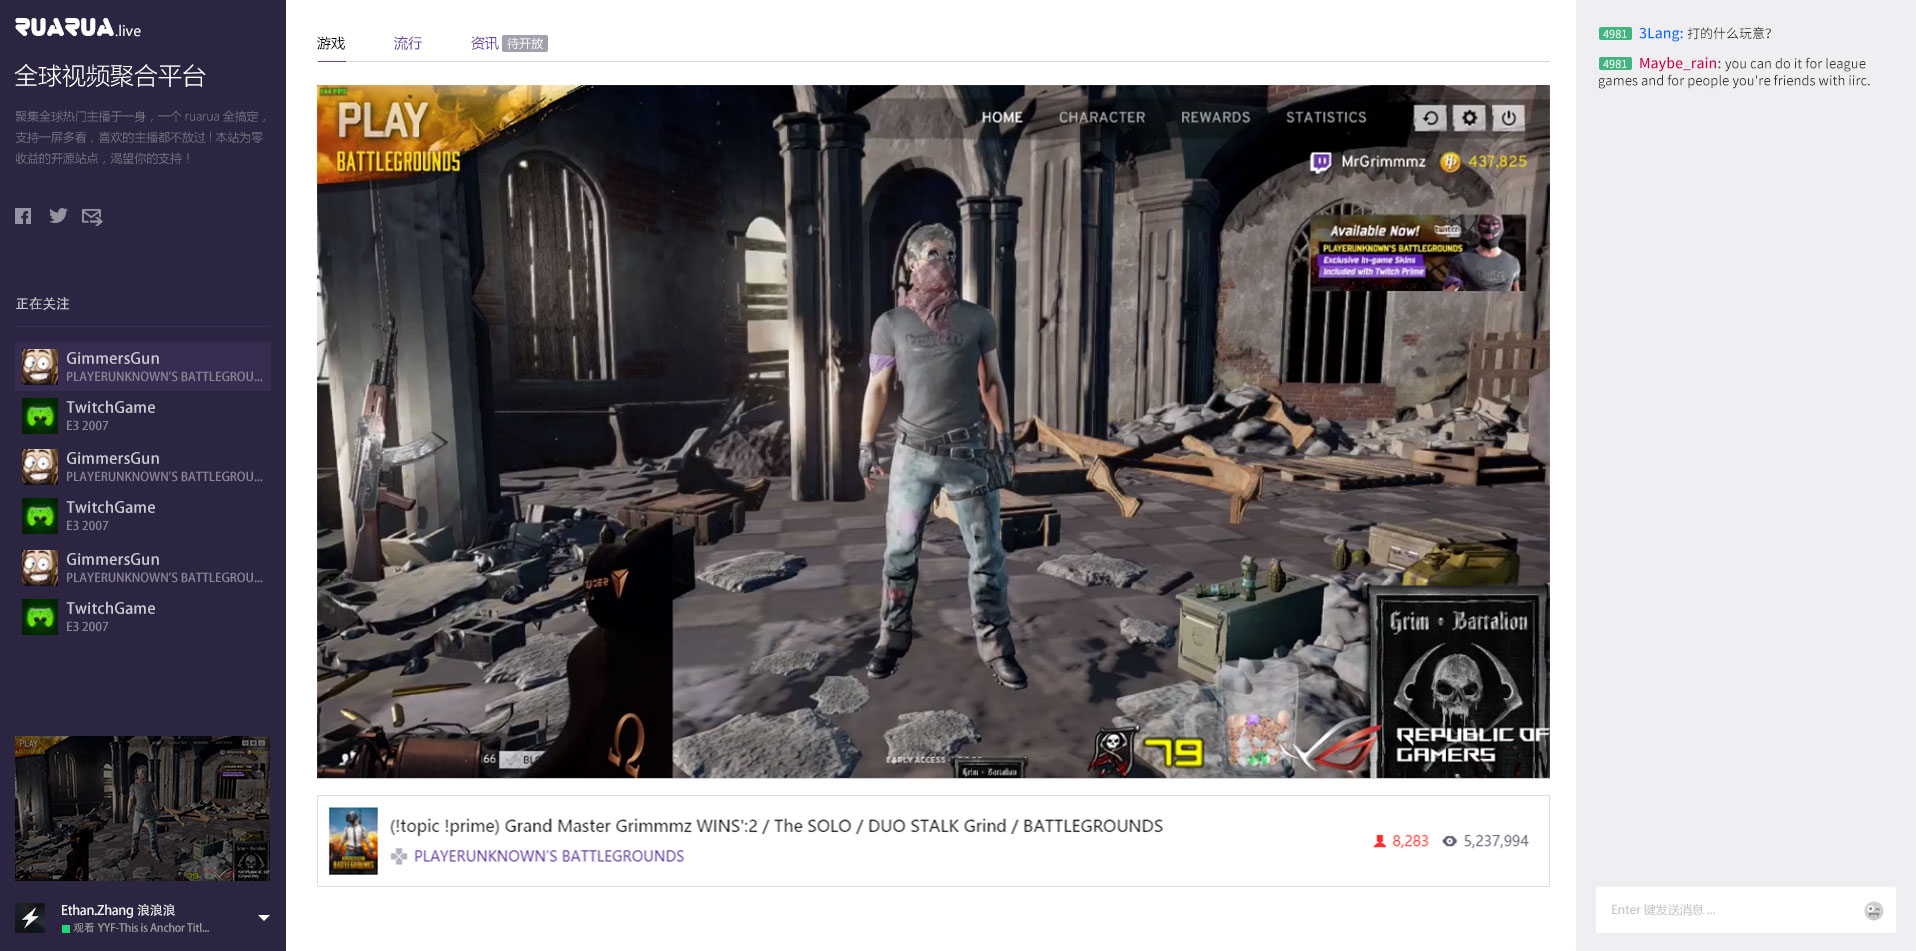 RUARUA.live
全球视频聚合平台
聚集全球热门主播于一身，一个 ruarua 全搞定，
支持一屏多看，喜欢的主播都不放过！本站为零
收益的开源站点，渴望你的支持！
正在关注
GimmersGun
PLAYERUNKNOWN'S BATTLEGROU...
TwitchGame
E3 2007
GimmersGun
PLAYERUNKNOWN'S BATTLEGROU...
TwitchGame
E3 2007
GimmersGun
PLAYERUNKNOWN'S BATTLEGROU...
TwitchGame
E3 2007
PLAY
Ethan.Zhang 浪浪浪
观看 YYF-This is Anchor Titl...
游戏 流行 资讯 待开放
PLAY
BATTLEGROUNDS
HOME CHARACTER REWARDS STATISTICS
MrGrimmmz 437,825
Available Now! twitch
PLAYERUNKNOWN'S BATTLEGROUNDS
Exclusive In-game Skins
Included with Twitch Prime
twitch
Grim • Battalion
REPUBLIC OF
GAMERS
79
66
EARLY ACCESS
Grim • Battalion
(!topic !prime) Grand Master Grimmmz WINS':2 / The SOLO / DUO STALK Grind / BATTLEGROUNDS
PLAYERUNKNOWN'S BATTLEGROUNDS
8,283 5,237,994
4981 3Lang: 打的什么玩意？
4981 Maybe_rain: you can do it for league
games and for people you're friends with iirc.
Enter 键发送消息 ...